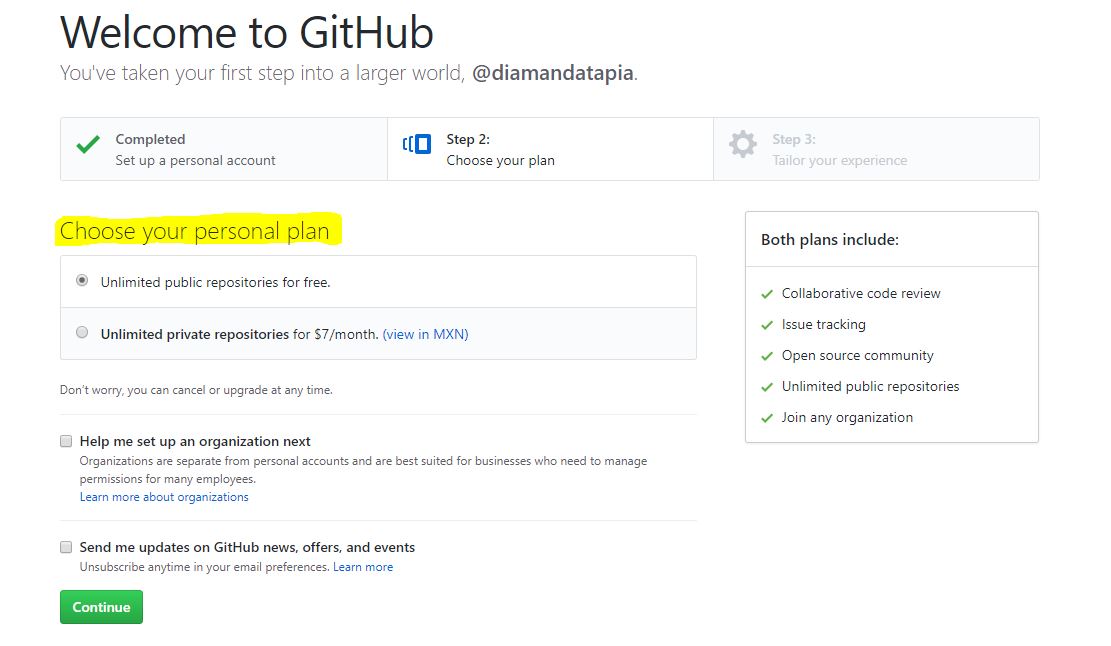 Welcome to GitHub
You've taken your first step into a larger world, @diamandatapia.
Completed
Set up a personal account
Step 2:
Choose your plan
Step 3:
Tailor your experience
Choose your personal plan
Unlimited public repositories for free.
Unlimited private repositories for $7/month. (view in MXN)
Don't worry, you can cancel or upgrade at any time.
Help me set up an organization next
Organizations are separate from personal accounts and are best suited for businesses who need to manage
permissions for many employees.
Learn more about organizations
Send me updates on GitHub news, offers, and events
Unsubscribe anytime in your email preferences. Learn more
Continue
Both plans include:
Collaborative code review
Issue tracking
Open source community
Unlimited public repositories
Join any organization